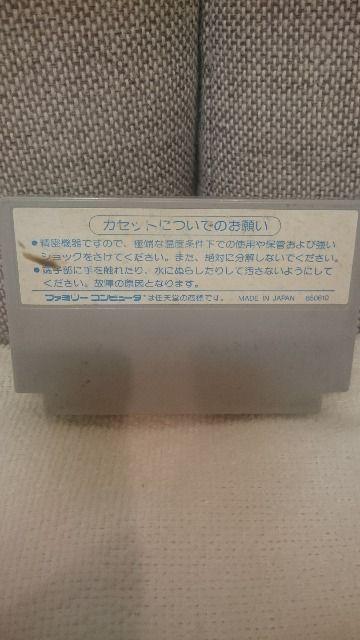 カセットについてのお願い
●精密機器ですので、極端な温度条件下での使用や保管および強い
ショックをさけてください。また、絶対に分解しないでください。
●端子部に手を触れたり、水にぬらしたりして汚さないようにして
ください。故障の原因となります。
ファミリーコンピュータ は任天堂の商標です。 MADE IN JAPAN 850610